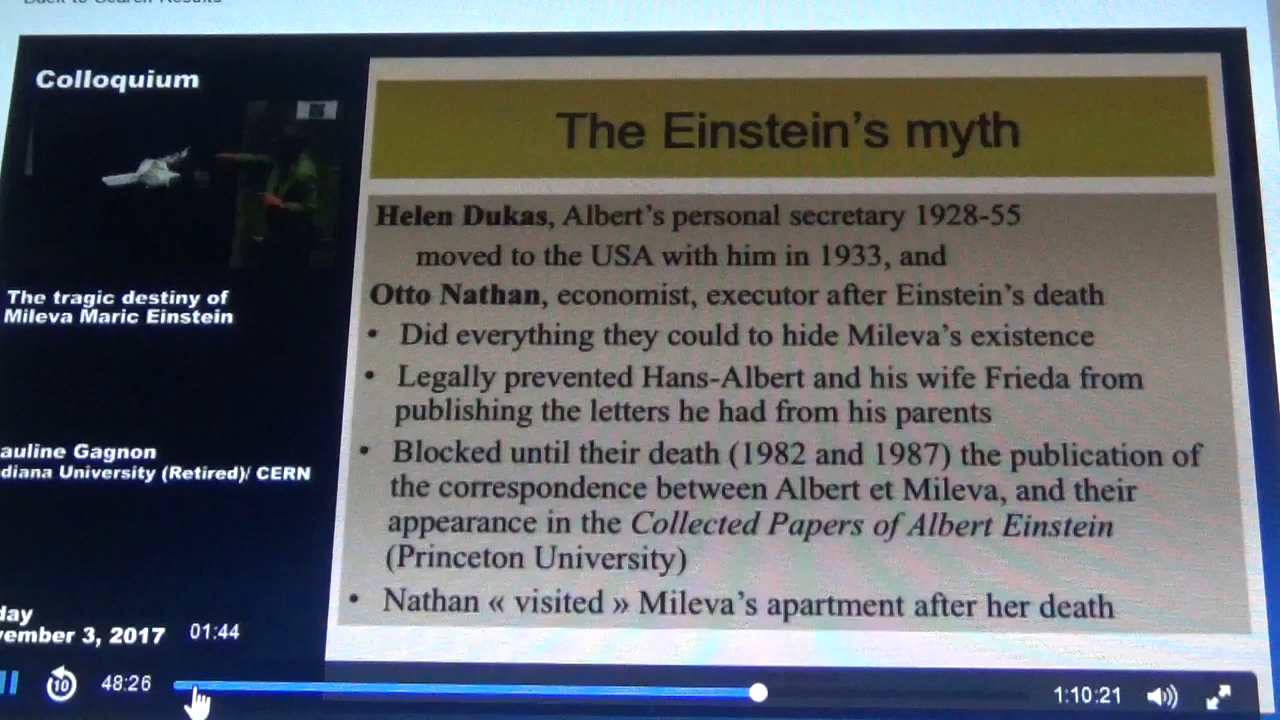 Back to Search Results
Colloquium
The tragic destiny of
Mileva Maric Einstein
auline Gagnon
diana University (Retired)/ CERN
day
vember 3, 2017
01:44
The Einstein's myth
Helen Dukas, Albert's personal secretary 1928-55
moved to the USA with him in 1933, and
Otto Nathan, economist, executor after Einstein's death
• Did everything they could to hide Mileva's existence
• Legally prevented Hans-Albert and his wife Frieda from
publishing the letters he had from his parents
• Blocked until their death (1982 and 1987) the publication of
the correspondence between Albert et Mileva, and their
appearance in the Collected Papers of Albert Einstein
(Princeton University)
• Nathan « visited » Mileva's apartment after her death
10
48:26
1:10:21